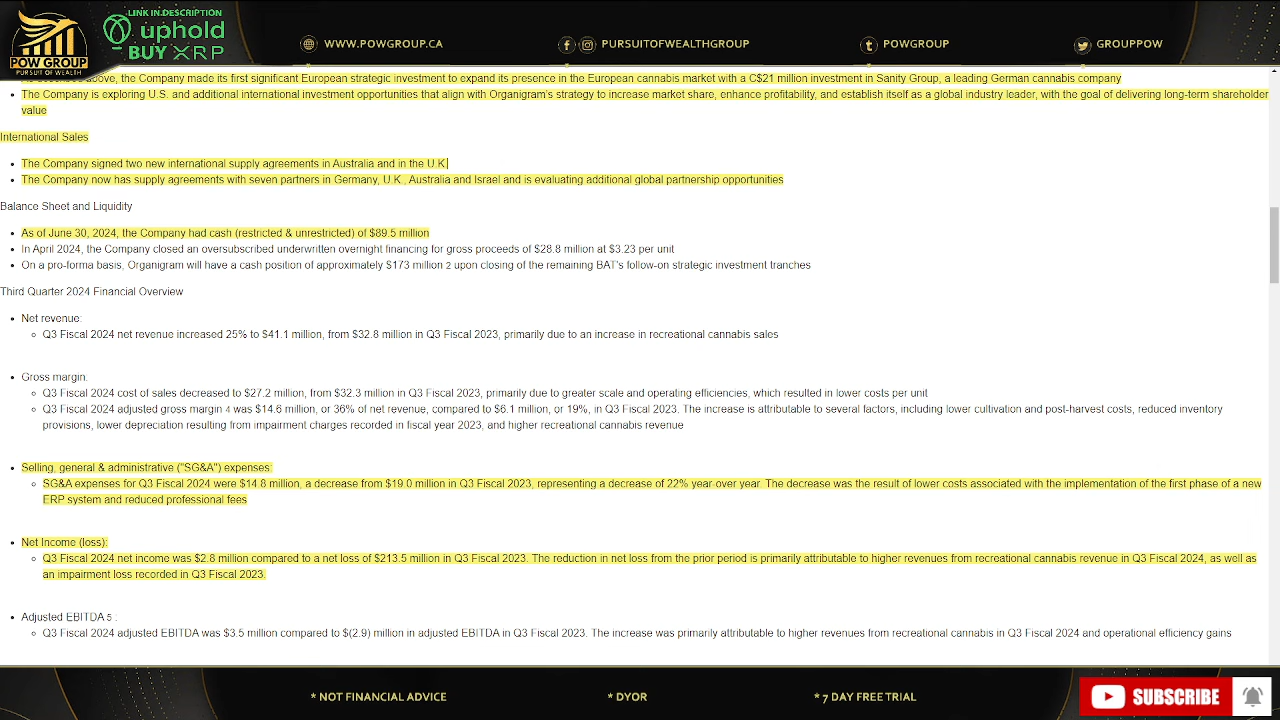 LINK IN DESCRIPTION
uphold
BUY XRP
POW GROUP
PURSUIT OF WEALTH
WWW.POWGROUP.CA
PURSUITOFWEALTHGROUP
POWGROUP
GROUPPOW
above, the Company made its first significant European strategic investment to expand its presence in the European cannabis market with a C$21 million investment in Sanity Group, a leading German cannabis company
• The Company is exploring U.S. and additional international investment opportunities that align with Organigram's strategy to increase market share, enhance profitability, and establish itself as a global industry leader, with the goal of delivering long-term shareholder
value
International Sales
• The Company signed two new international supply agreements in Australia and in the U.K.
• The Company now has supply agreements with seven partners in Germany, U.K., Australia and Israel and is evaluating additional global partnership opportunities
Balance Sheet and Liquidity
• As of June 30, 2024, the Company had cash (restricted & unrestricted) of $89.5 million
• In April 2024, the Company closed an oversubscribed underwritten overnight financing for gross proceeds of $28.8 million at $3.23 per unit
• On a pro-forma basis, Organigram will have a cash position of approximately $173 million 2 upon closing of the remaining BAT's follow-on strategic investment tranches
Third Quarter 2024 Financial Overview
• Net revenue:
○ Q3 Fiscal 2024 net revenue increased 25% to $41.1 million, from $32.8 million in Q3 Fiscal 2023, primarily due to an increase in recreational cannabis sales
• Gross margin:
○ Q3 Fiscal 2024 cost of sales decreased to $27.2 million, from $32.3 million in Q3 Fiscal 2023, primarily due to greater scale and operating efficiencies, which resulted in lower costs per unit
○ Q3 Fiscal 2024 adjusted gross margin 4 was $14.6 million, or 36% of net revenue, compared to $6.1 million, or 19%, in Q3 Fiscal 2023. The increase is attributable to several factors, including lower cultivation and post-harvest costs, reduced inventory
provisions, lower depreciation resulting from impairment charges recorded in fiscal year 2023, and higher recreational cannabis revenue
• Selling, general & administrative ("SG&A") expenses:
○ SG&A expenses for Q3 Fiscal 2024 were $14.8 million, a decrease from $19.0 million in Q3 Fiscal 2023, representing a decrease of 22% year-over year. The decrease was the result of lower costs associated with the implementation of the first phase of a new
ERP system and reduced professional fees
• Net Income (loss):
○ Q3 Fiscal 2024 net income was $2.8 million compared to a net loss of $213.5 million in Q3 Fiscal 2023. The reduction in net loss from the prior period is primarily attributable to higher revenues from recreational cannabis revenue in Q3 Fiscal 2024, as well as
an impairment loss recorded in Q3 Fiscal 2023.
• Adjusted EBITDA 5 :
○ Q3 Fiscal 2024 adjusted EBITDA was $3.5 million compared to $(2.9) million in adjusted EBITDA in Q3 Fiscal 2023. The increase was primarily attributable to higher revenues from recreational cannabis in Q3 Fiscal 2024 and operational efficiency gains
* NOT FINANCIAL ADVICE
* DYOR
* 7 DAY FREE TRIAL
SUBSCRIBE